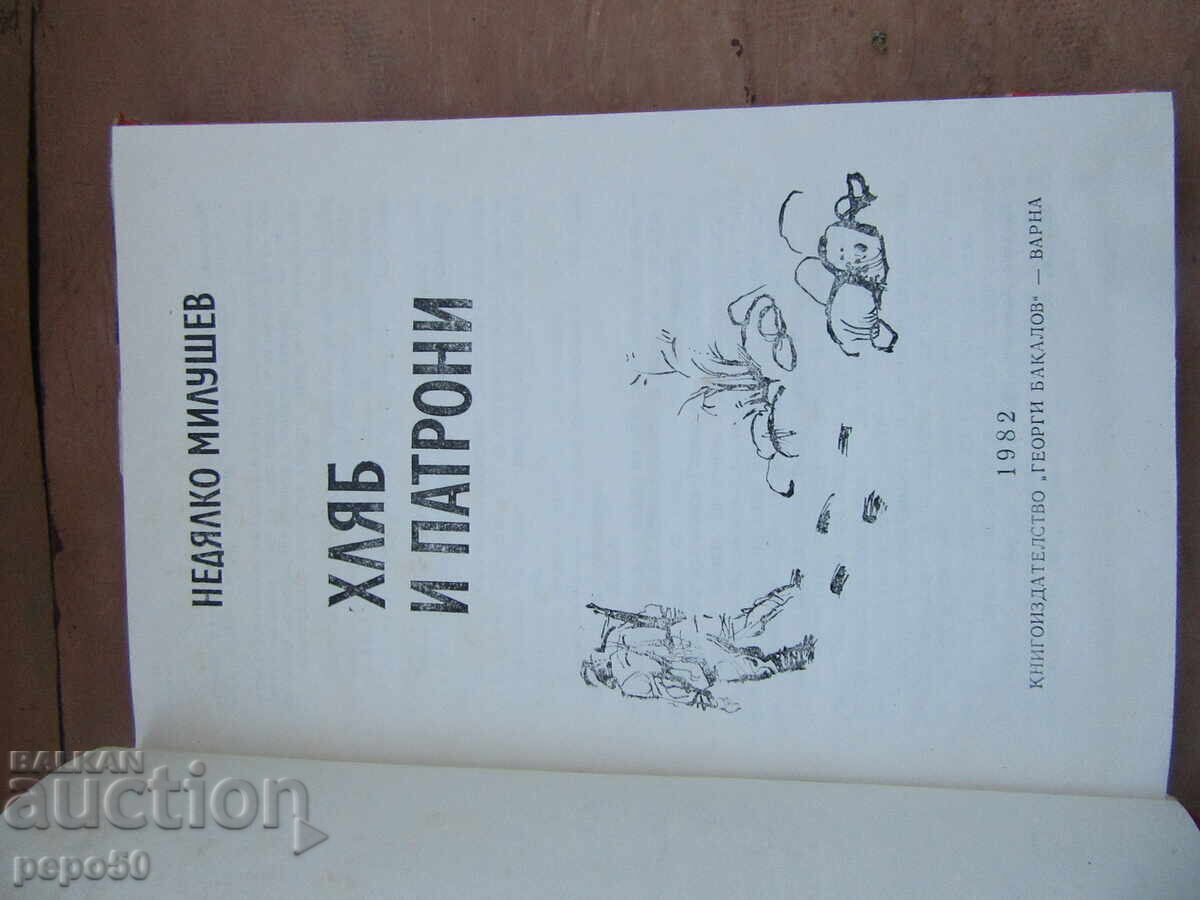 НЕДЯЛКО МИЛУШЕВ
ХЛЯБ
И ПАТРОНИ
1982
КНИГОИЗДАТЕЛСТВО „ГЕОРГИ БАКАЛОВ“ — ВАРНА
BALKAN
auction
pepo50